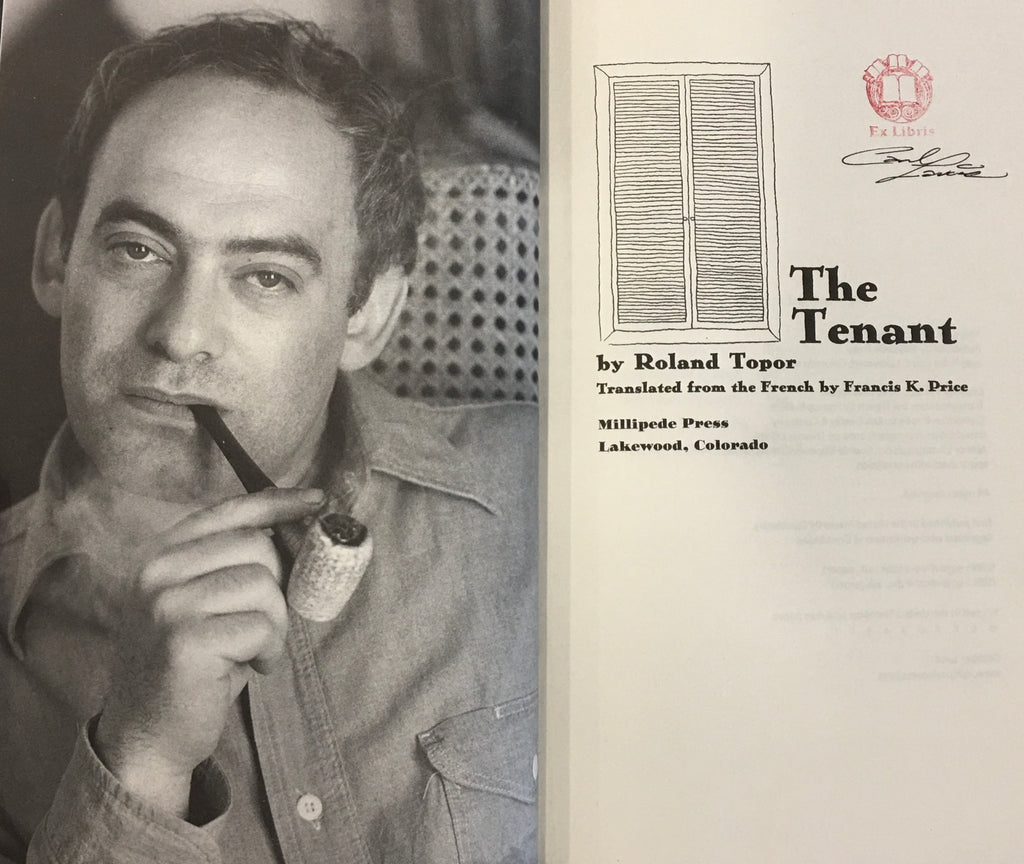 Ex Libris
The
Tenant
by Roland Topor
Translated from the French by Francis K. Price
Millipede Press
Lakewood, Colorado